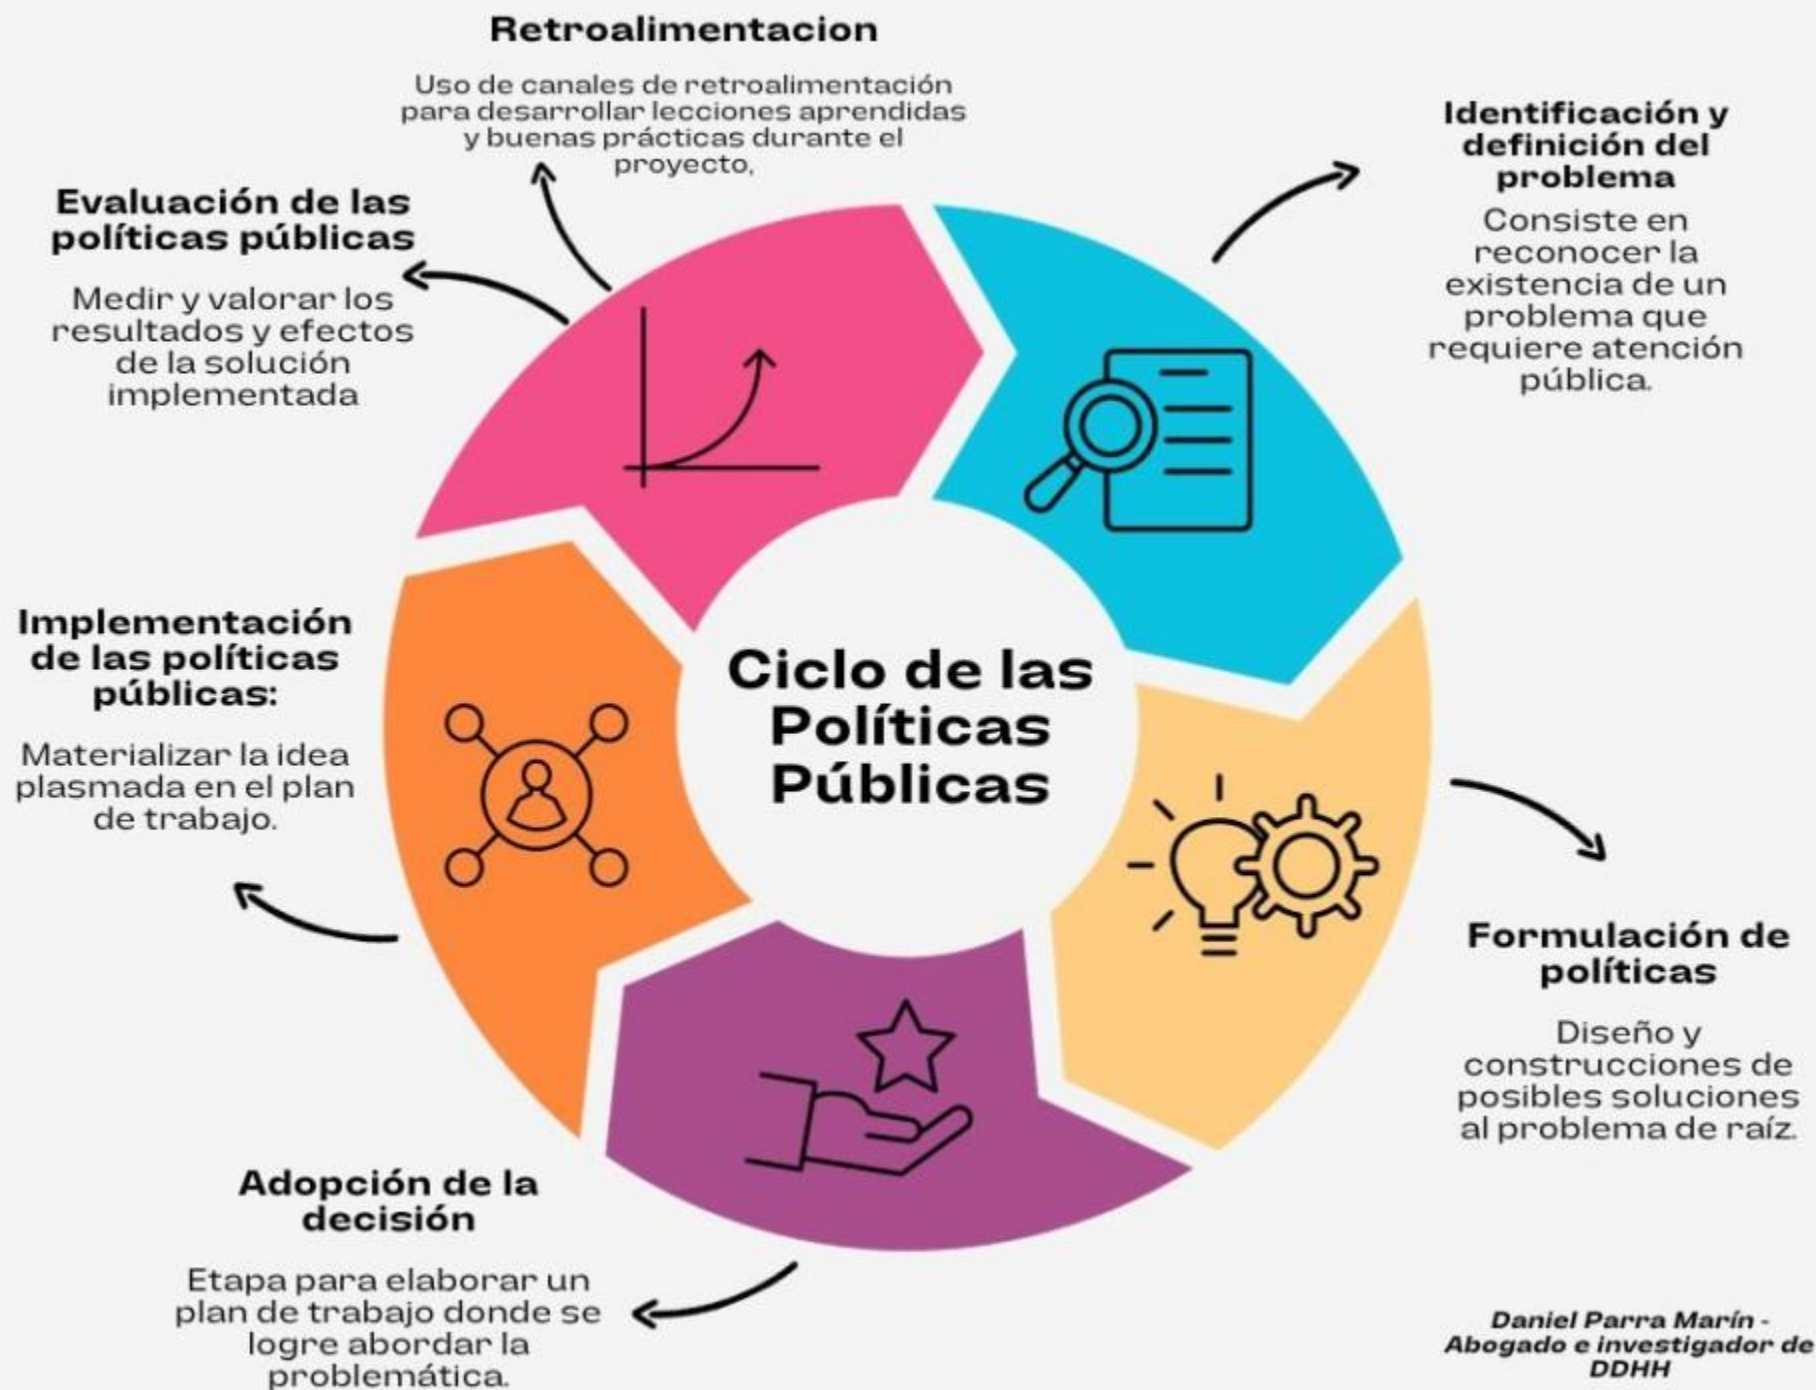 Retroalimentacion
Uso de canales de retroalimentación
para desarrollar lecciones aprendidas
y buenas prácticas durante el
proyecto,
Identificación y
definición del
problema
Consiste en
reconocer la
existencia de un
problema que
requiere atención
pública.
Evaluación de las
políticas públicas
Medir y valorar los
resultados y efectos
de la solución
implementada
Implementación
de las políticas
públicas:
Materializar la idea
plasmada en el plan
de trabajo.
Ciclo de las
Políticas
Públicas
Formulación de
políticas
Diseño y
construcciones de
posibles soluciones
al problema de raíz.
Adopción de la
decisión
Etapa para elaborar un
plan de trabajo donde se
logre abordar la
problemática.
Daniel Parra Marín -
Abogado e investigador de
DDHH